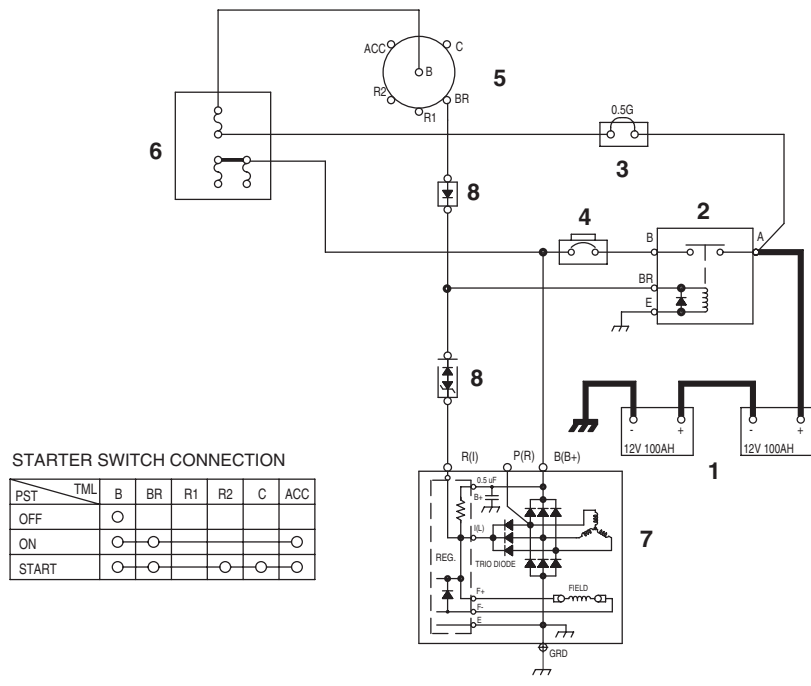 ACC
C
B
5
R2
BR
R1
0.5G
6
3
8
4
2
B
A
BR
E
8
-
+
-
+
12V 100AH
12V 100AH
1
STARTER SWITCH CONNECTION
PST TML B BR R1 R2 C ACC
OFF
ON
START
R(I)
P(R)
B(B+)
0.5 uF
B+
I(L)
7
REG.
TRIO DIODE
F+
FIELD
F-
E
GRD